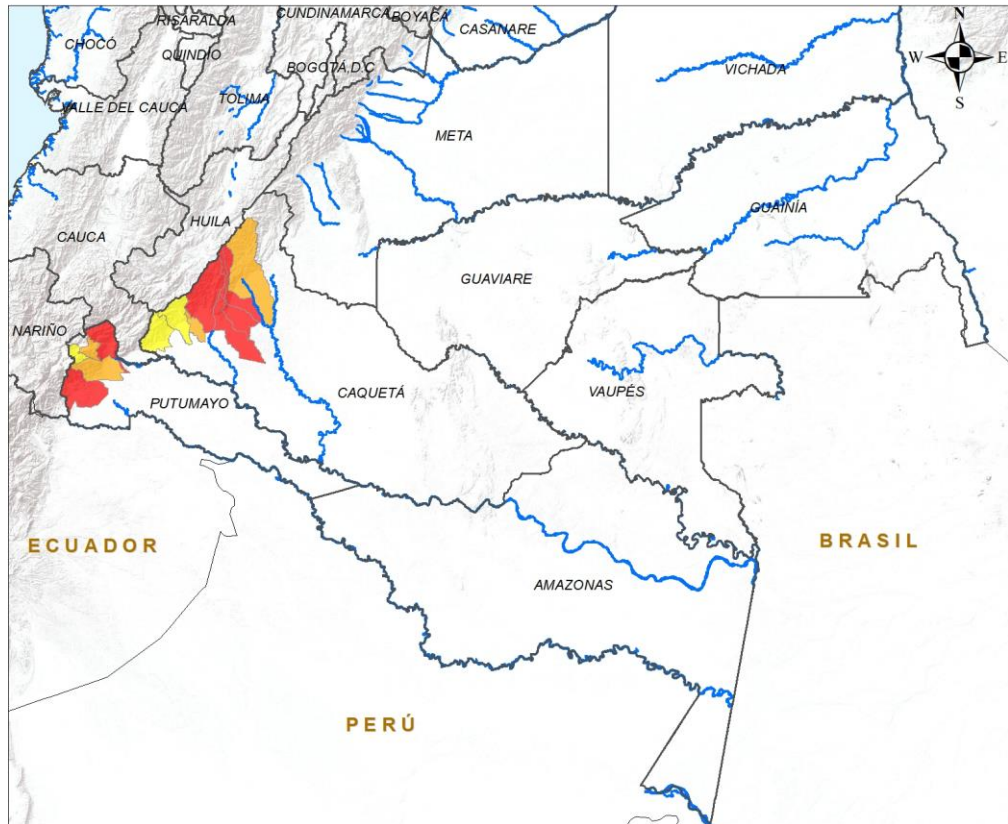 RISARALDA
CUNDINAMARCA
BOYACÁ
CASANARE
N
CHOCÓ
QUINDÍO
BOGOTÁ D.C
W
E
VICHADA
VALLE DEL CAUCA
TOLIMA
S
META
HUILA
GUAINÍA
CAUCA
GUAVIARE
NARIÑO
CAQUETÁ
VAUPÉS
PUTUMAYO
ECUADOR
BRASIL
AMAZONAS
PERÚ